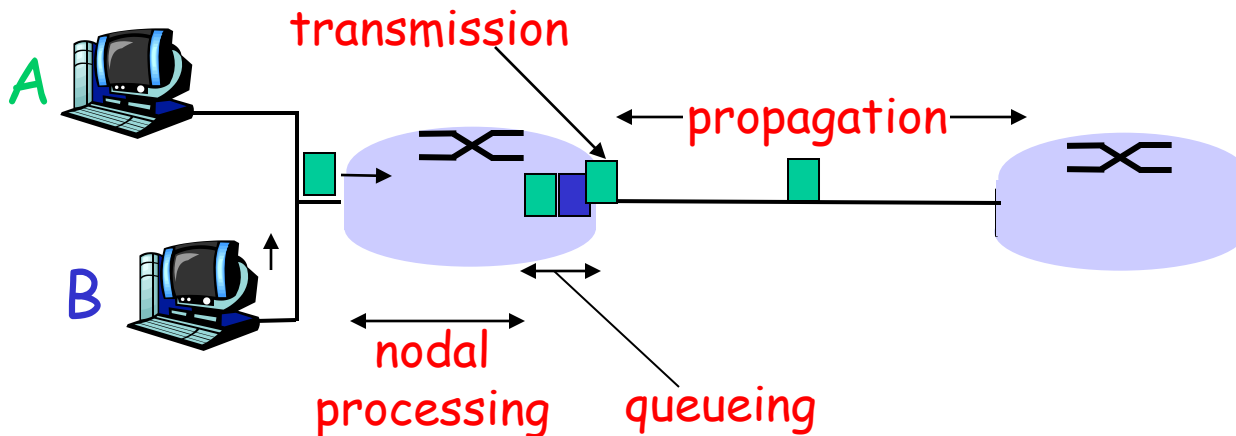 transmission
A
propagation
B
nodal
processing
queueing